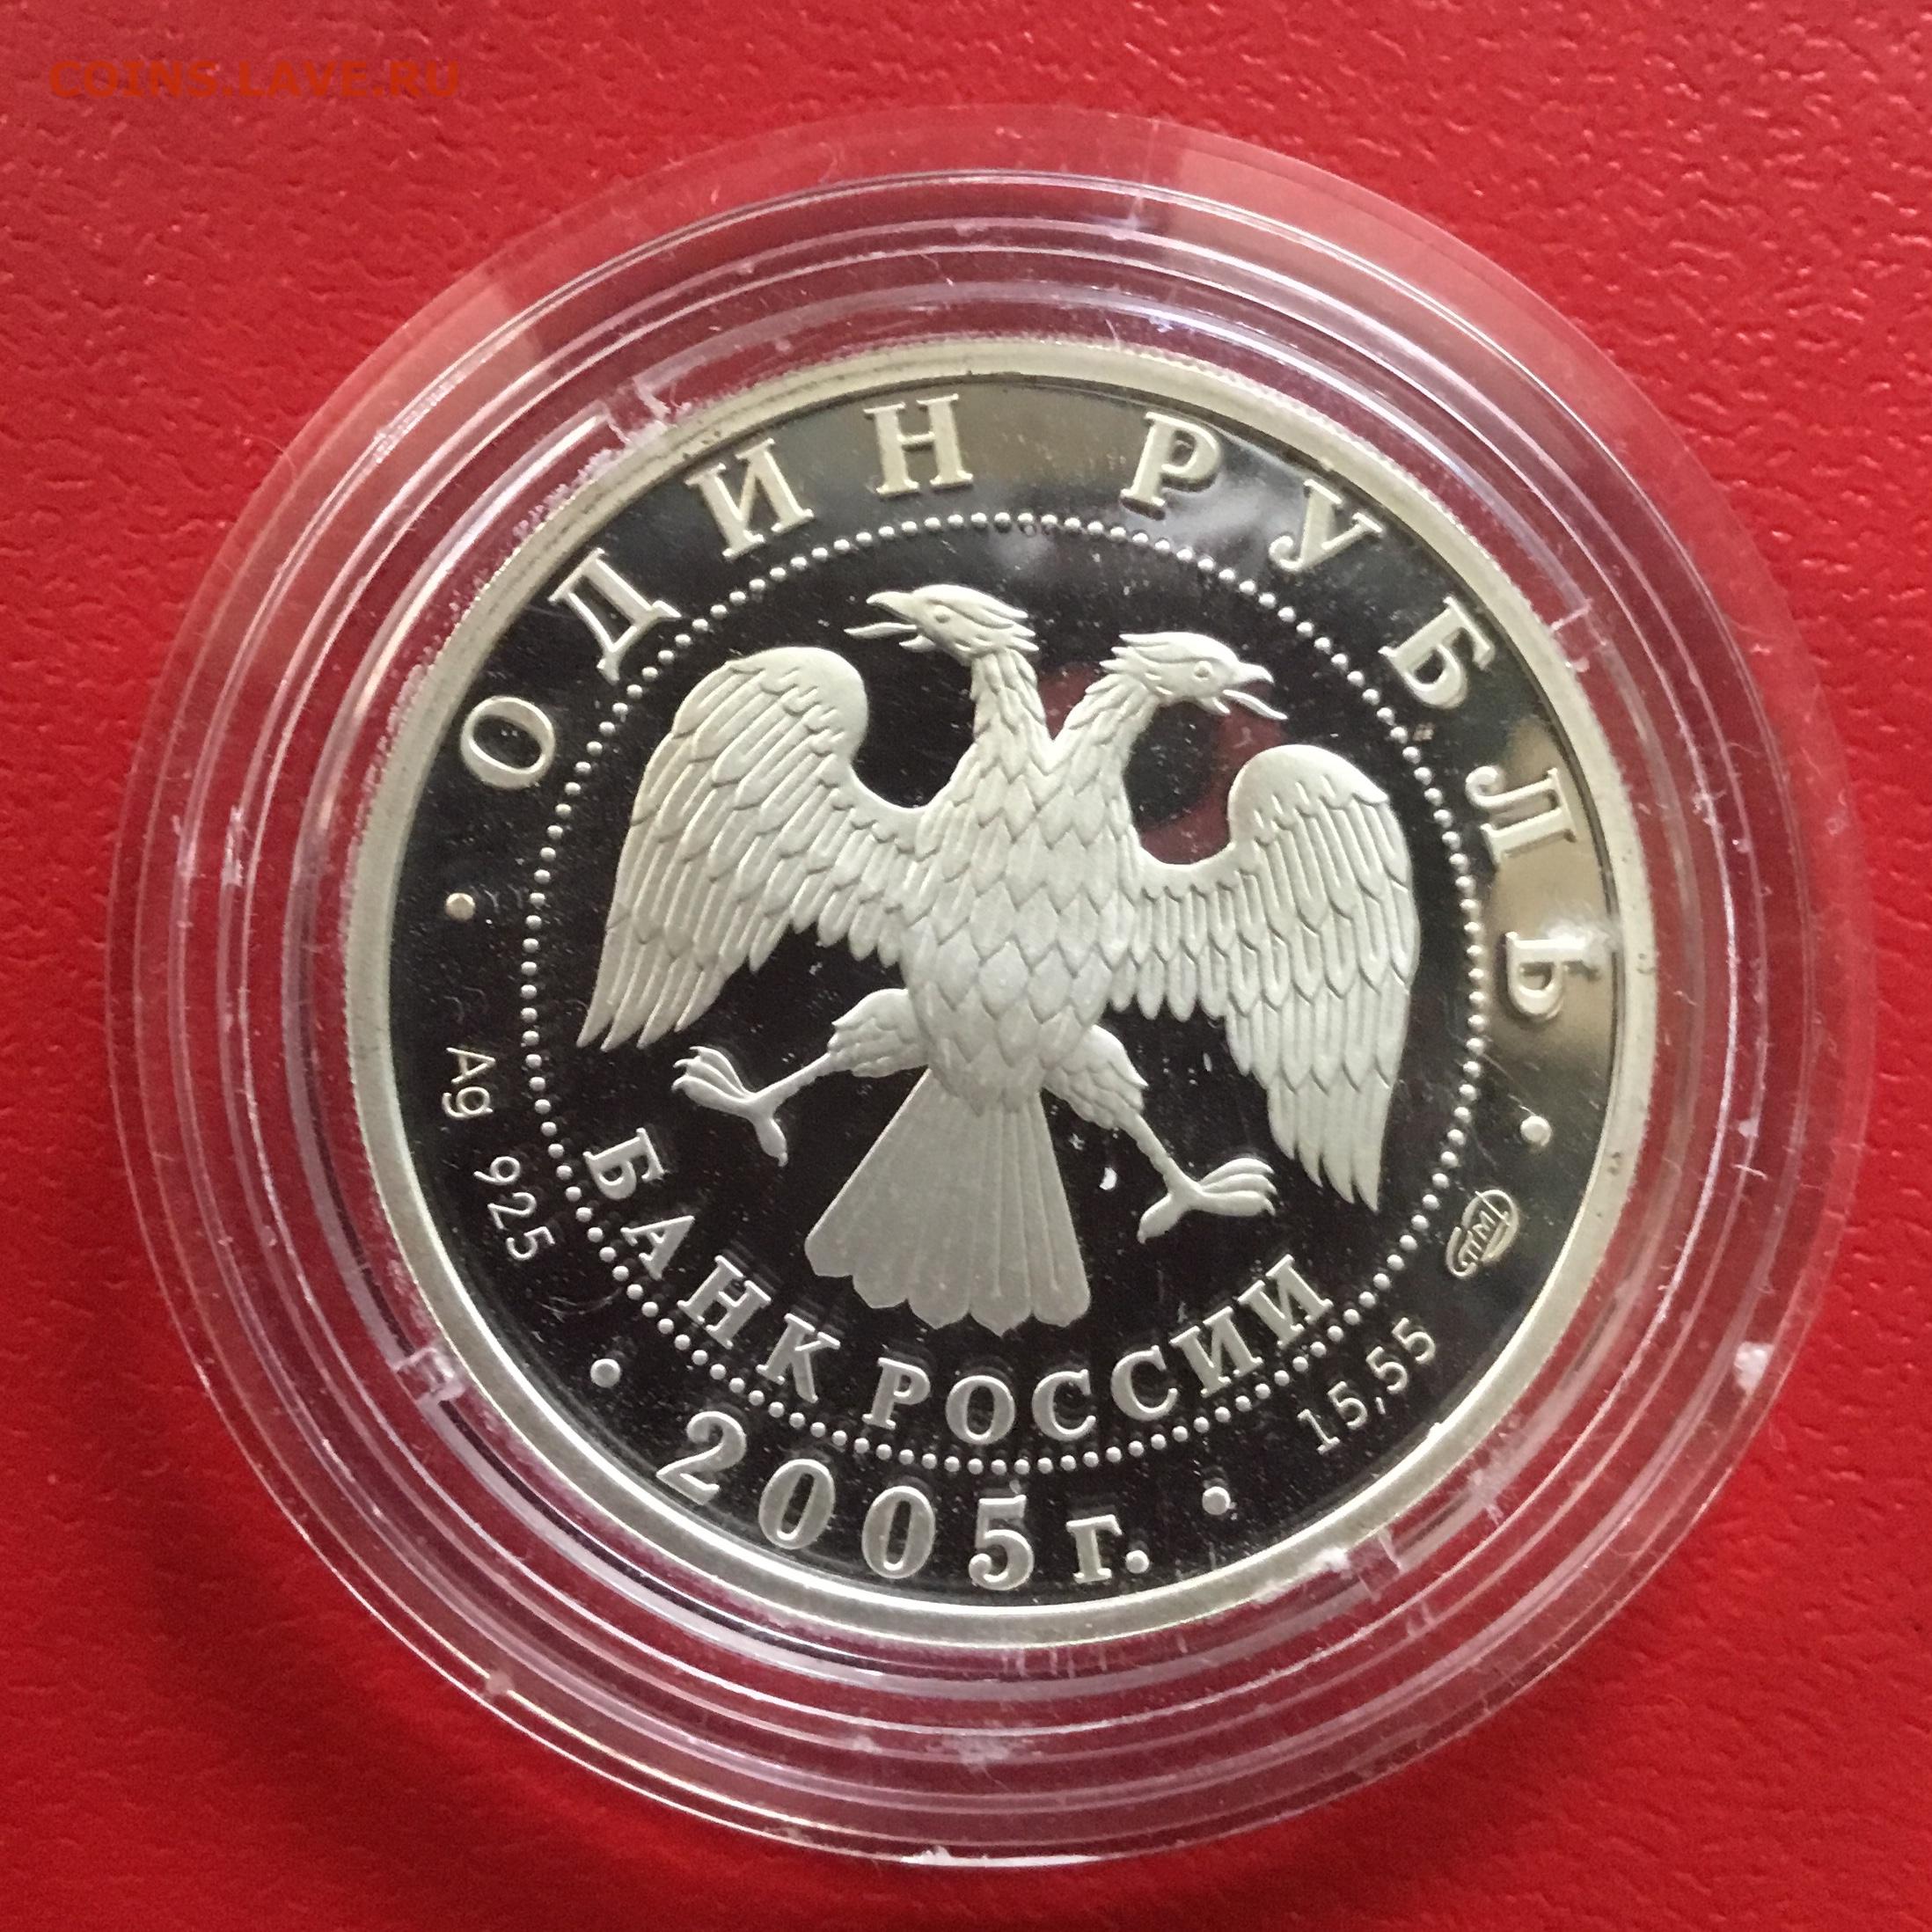 COINS.LAVE.RU
ОДИН РУБЛЬ
Ag 925
БАНК РОССИИ
15,55
2005 г.